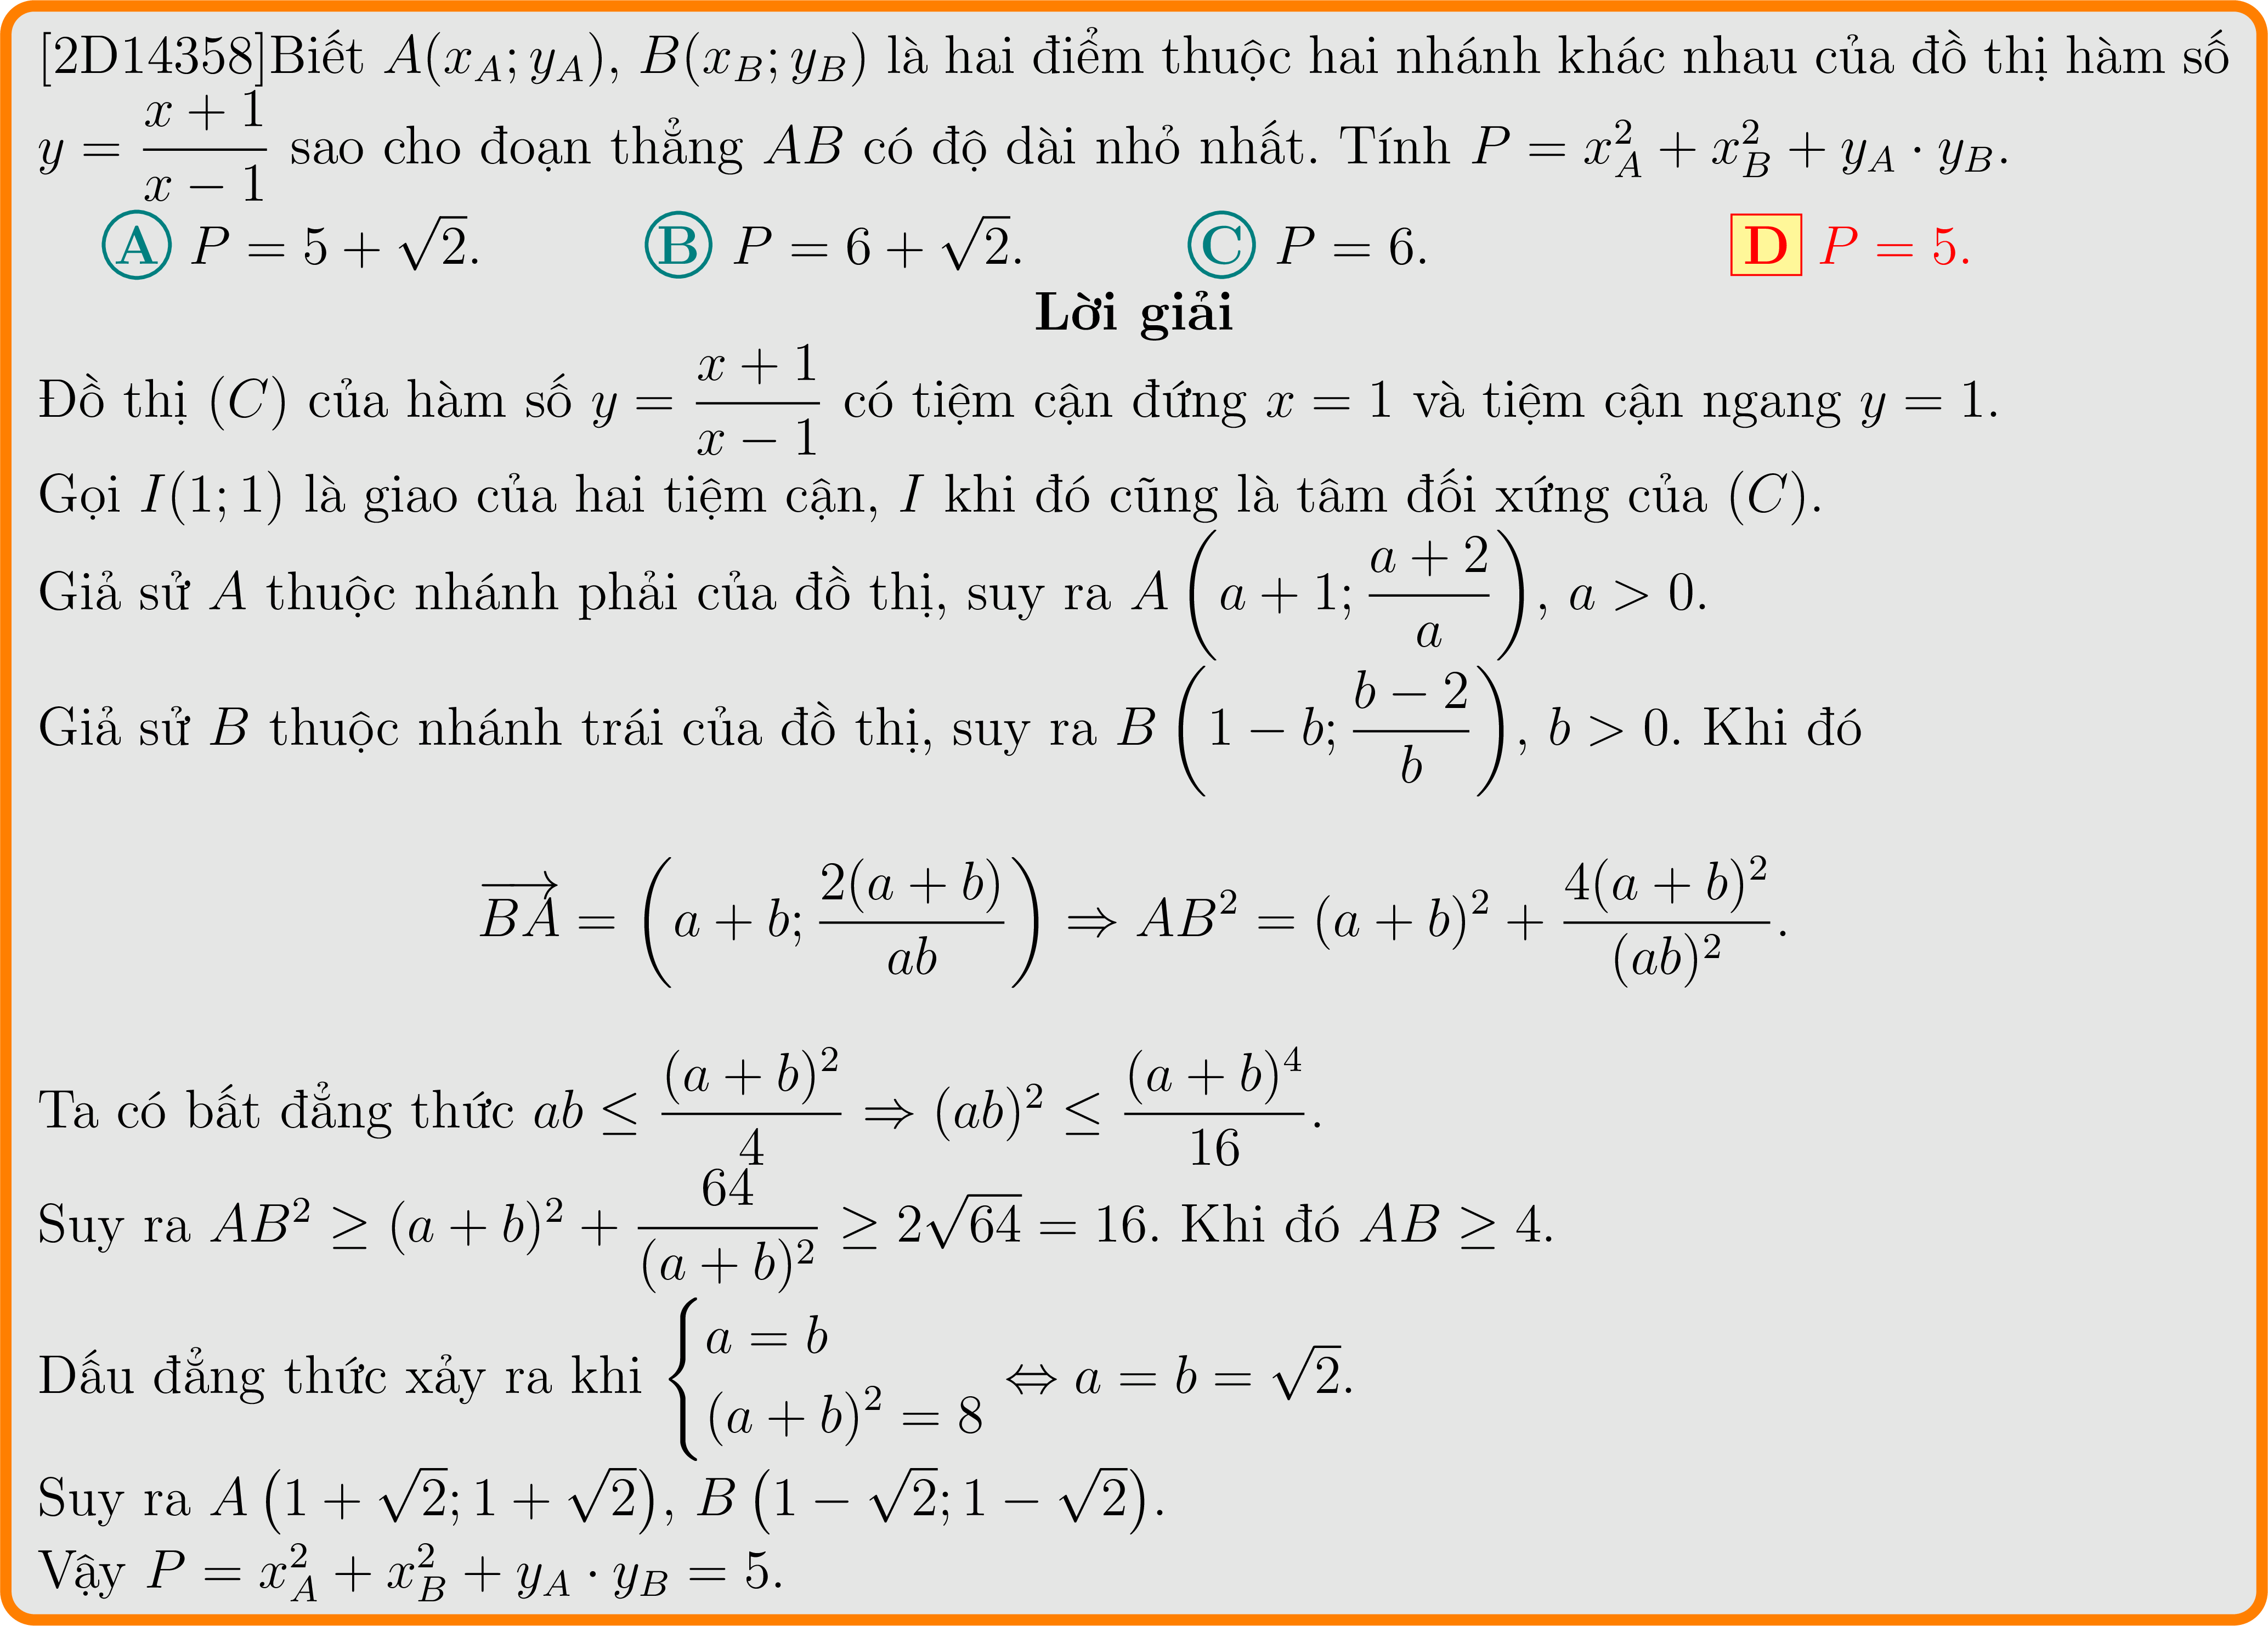 [2D14358]Biết $A(x_A; y_A)$, $B(x_B; y_B)$ là hai điểm thuộc hai nhánh khác nhau của đồ thị hàm số
$y = \dfrac{x+1}{x-1}$ sao cho đoạn thẳng $AB$ có độ dài nhỏ nhất. Tính $P = x_A^2 + x_B^2 + y_A \cdot y_B$.
A $P = 5 + \sqrt{2}$. B $P = 6 + \sqrt{2}$. C $P = 6$. D $P = 5$.
Lời giải
Đồ thị $(C)$ của hàm số $y = \dfrac{x+1}{x-1}$ có tiệm cận đứng $x = 1$ và tiệm cận ngang $y = 1$.
Gọi $I(1; 1)$ là giao của hai tiệm cận, $I$ khi đó cũng là tâm đối xứng của $(C)$.
Giả sử $A$ thuộc nhánh phải của đồ thị, suy ra $A\left(a+1; \dfrac{a+2}{a}\right)$, $a > 0$.
Giả sử $B$ thuộc nhánh trái của đồ thị, suy ra $B\left(1-b; \dfrac{b-2}{b}\right)$, $b > 0$. Khi đó
$\overrightarrow{BA} = \left(a+b; \dfrac{2(a+b)}{ab}\right) \Rightarrow AB^2 = (a+b)^2 + \dfrac{4(a+b)^2}{(ab)^2}$.
Ta có bất đẳng thức $ab \leq \dfrac{(a+b)^2}{4} \Rightarrow (ab)^2 \leq \dfrac{(a+b)^4}{16}$.
Suy ra $AB^2 \geq (a+b)^2 + \dfrac{64}{(a+b)^2} \geq 2\sqrt{64} = 16$. Khi đó $AB \geq 4$.
Dấu đẳng thức xảy ra khi $\begin{cases} a = b \\ (a+b)^2 = 8 \end{cases} \Leftrightarrow a = b = \sqrt{2}$.
Suy ra $A\left(1+\sqrt{2}; 1+\sqrt{2}\right)$, $B\left(1-\sqrt{2}; 1-\sqrt{2}\right)$.
Vậy $P = x_A^2 + x_B^2 + y_A \cdot y_B = 5$.